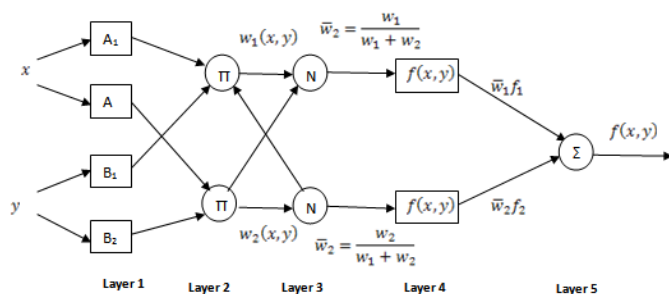 x
y
A₁
A
B₁
B₂
Π
Π
w₁(x, y)
w₂(x, y)
N
N
w̅₂ = w₁ / (w₁ + w₂)
w̅₂ = w₂ / (w₁ + w₂)
f(x, y)
f(x, y)
w̅₁f₁
w̅₂f₂
Σ
f(x, y)
Layer 1 Layer 2 Layer 3 Layer 4 Layer 5